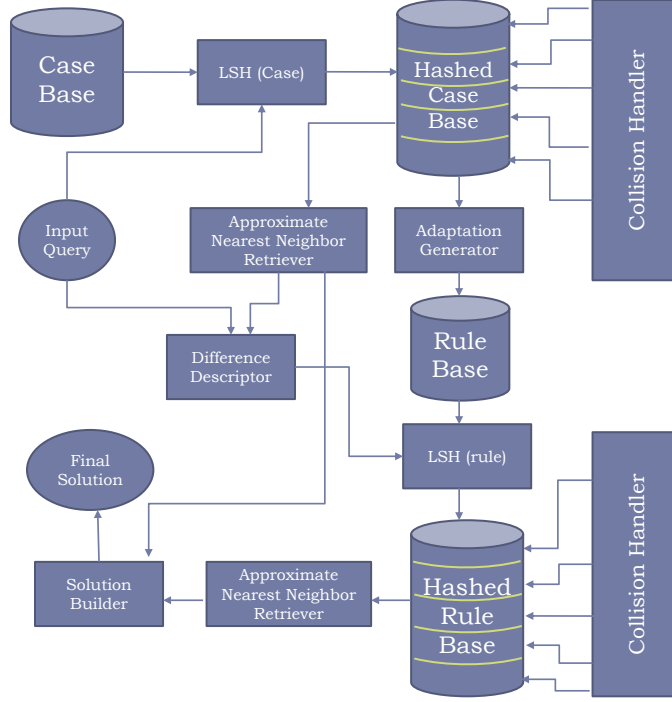 Case
Base
LSH (Case)
Hashed
Case
Base
Collision Handler
Input
Query
Approximate
Nearest Neighbor
Retriever
Adaptation
Generator
Difference
Descriptor
Rule
Base
Final
Solution
LSH (rule)
Collision Handler
Solution
Builder
Approximate
Nearest Neighbor
Retriever
Hashed
Rule
Base